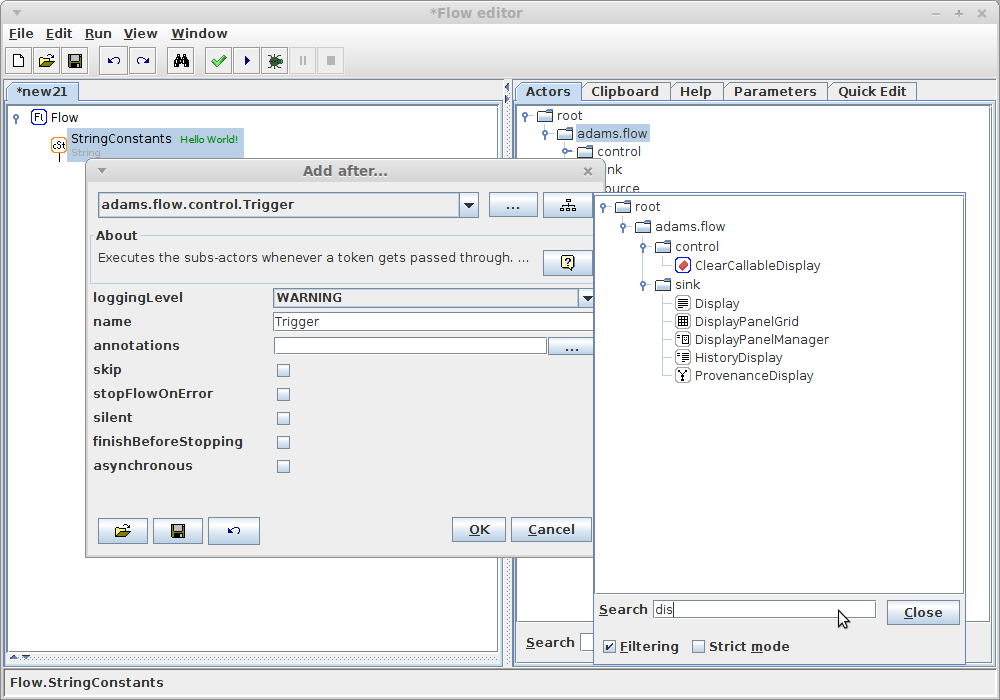 *Flow editor
File Edit Run View Window
*new21
Actors Clipboard Help Parameters Quick Edit
Flow
StringConstants Hello World!
String
root
adams.flow
control
nk
ource
Add after...
adams.flow.control.Trigger
...
About
Executes the subs-actors whenever a token gets passed through. ...
loggingLevel WARNING
name Trigger
annotations ...
skip
stopFlowOnError
silent
finishBeforeStopping
asynchronous
OK Cancel
root
adams.flow
control
ClearCallableDisplay
sink
Display
DisplayPanelGrid
DisplayPanelManager
HistoryDisplay
ProvenanceDisplay
Search dis Close
Filtering Strict mode
Search
Flow.StringConstants